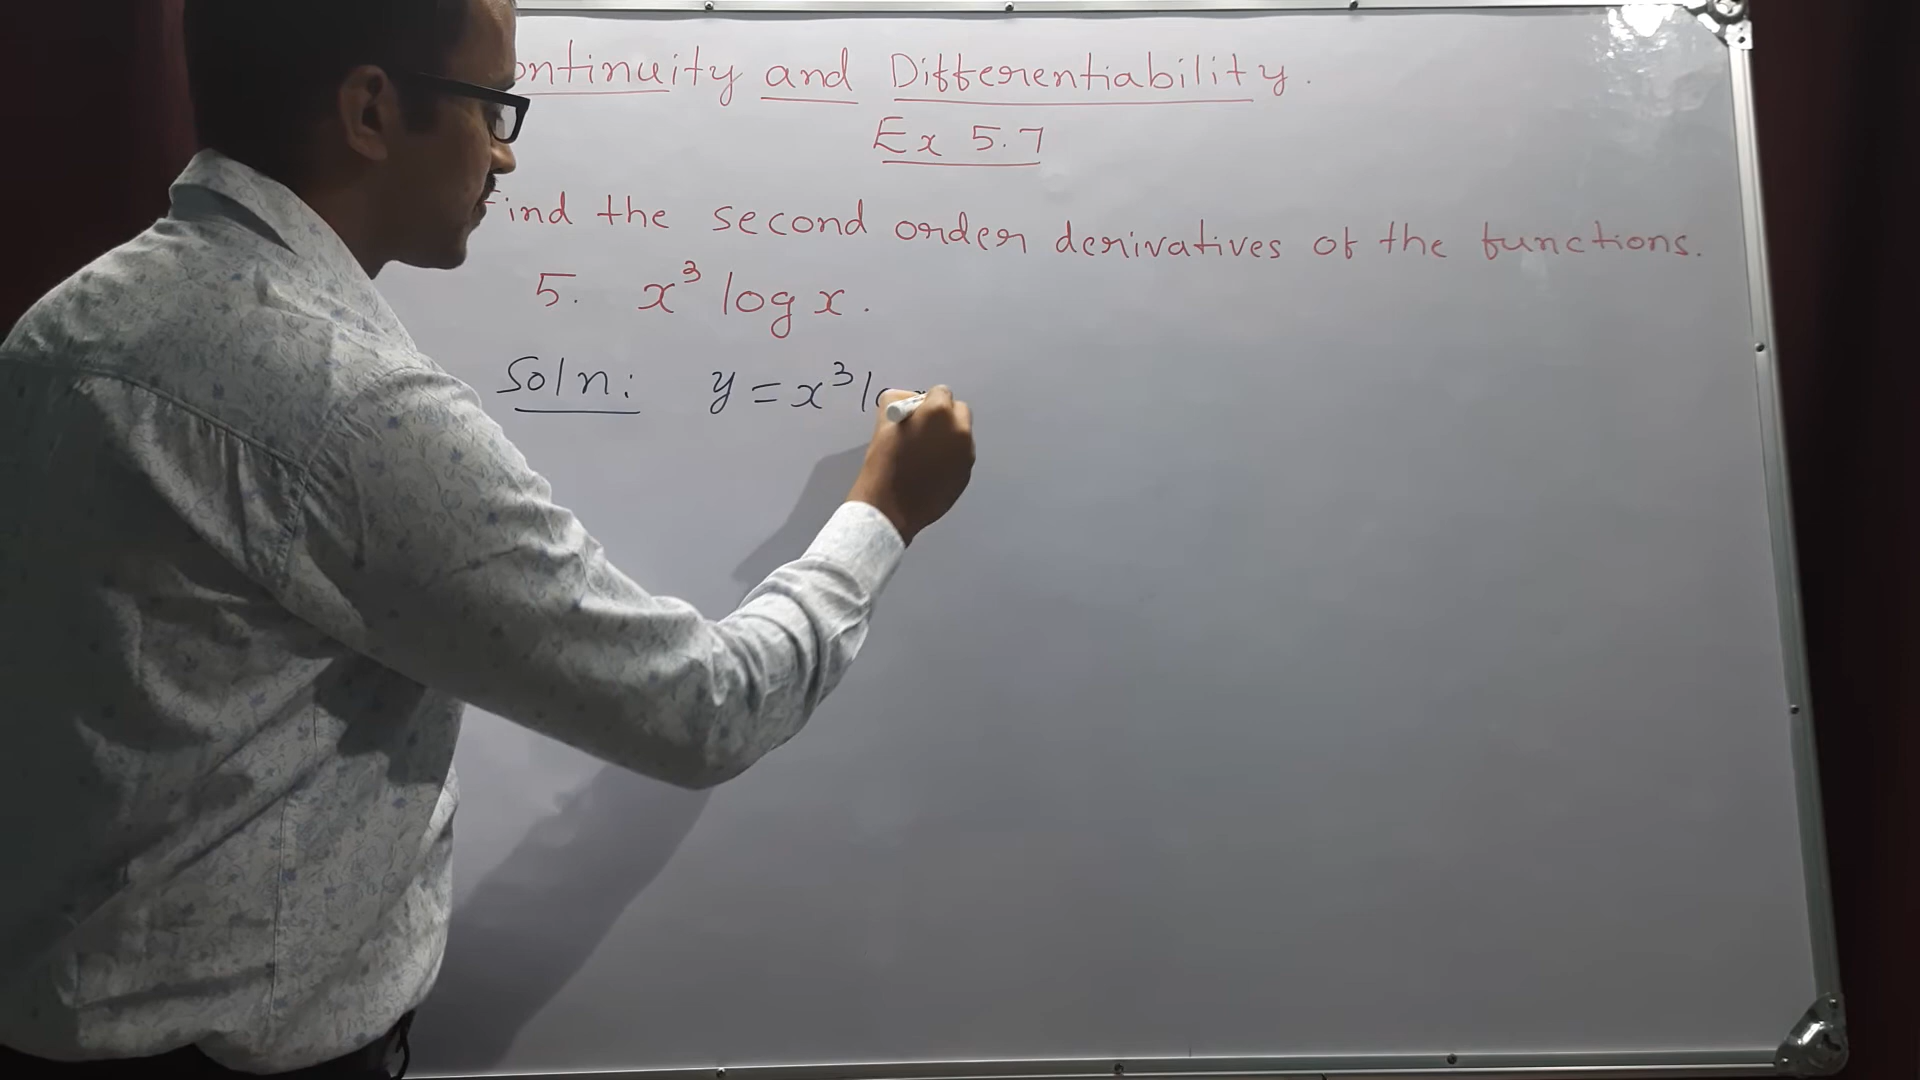 ontinuity and Differentiability.
Ex 5.7
Find the second order derivatives of the functions.
5. x³ log x.
Soln: y = x³ lo